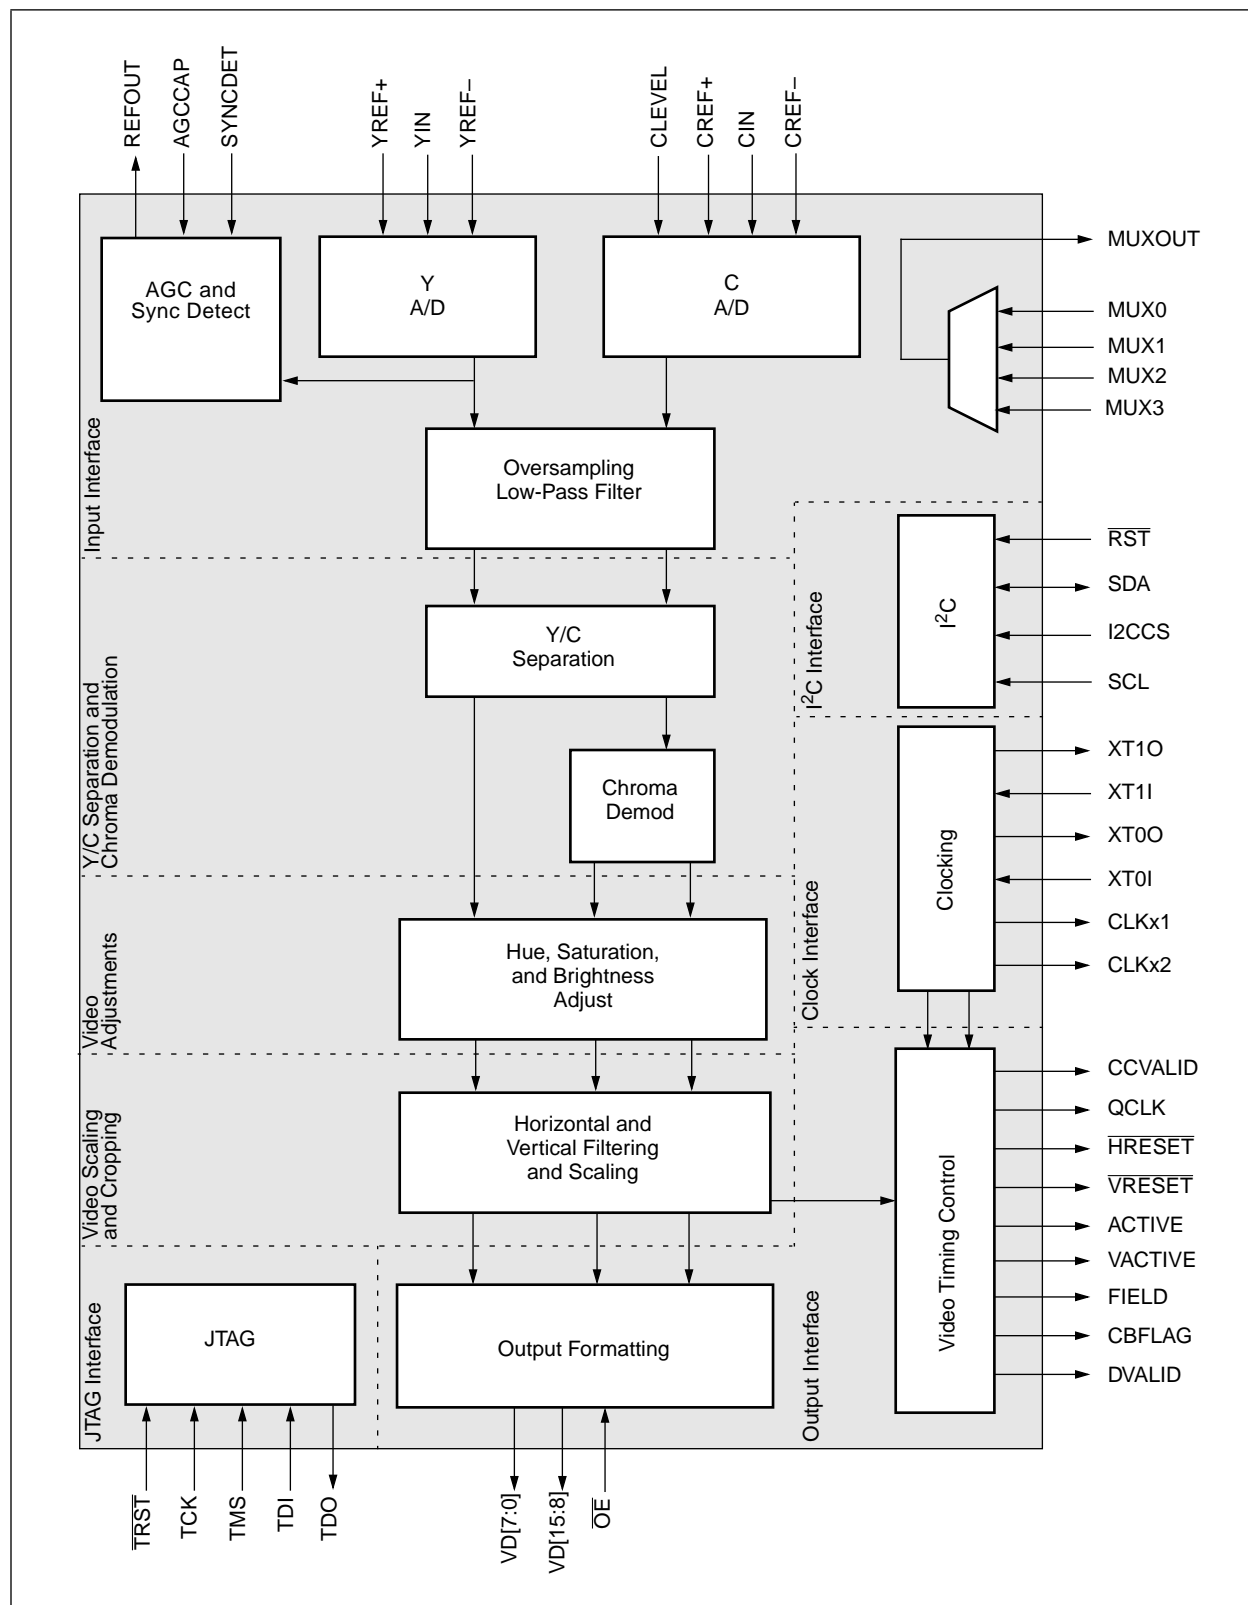 REFOUT
AGCCAP
SYNCDET
YREF+
YIN
YREF–
CLEVEL
CREF+
CIN
CREF–
AGC and
Sync Detect
Y
A/D
C
A/D
MUXOUT
MUX0
MUX1
MUX2
MUX3
Input Interface
Oversampling
Low-Pass Filter
I²C Interface
I²C
RST
SDA
I2CCS
SCL
Y/C Separation and
Chroma Demodulation
Y/C
Separation
Chroma
Demod
Clock Interface
Clocking
XT1O
XT1I
XT0O
XT0I
CLKx1
CLKx2
Video
Adjustments
Hue, Saturation,
and Brightness
Adjust
Video Scaling
and Cropping
Horizontal and
Vertical Filtering
and Scaling
Video Timing Control
CCVALID
QCLK
HRESET
VRESET
ACTIVE
VACTIVE
FIELD
CBFLAG
DVALID
JTAG Interface
JTAG
Output Formatting
Output Interface
TRST
TCK
TMS
TDI
TDO
VD[7:0]
VD[15:8]
OE